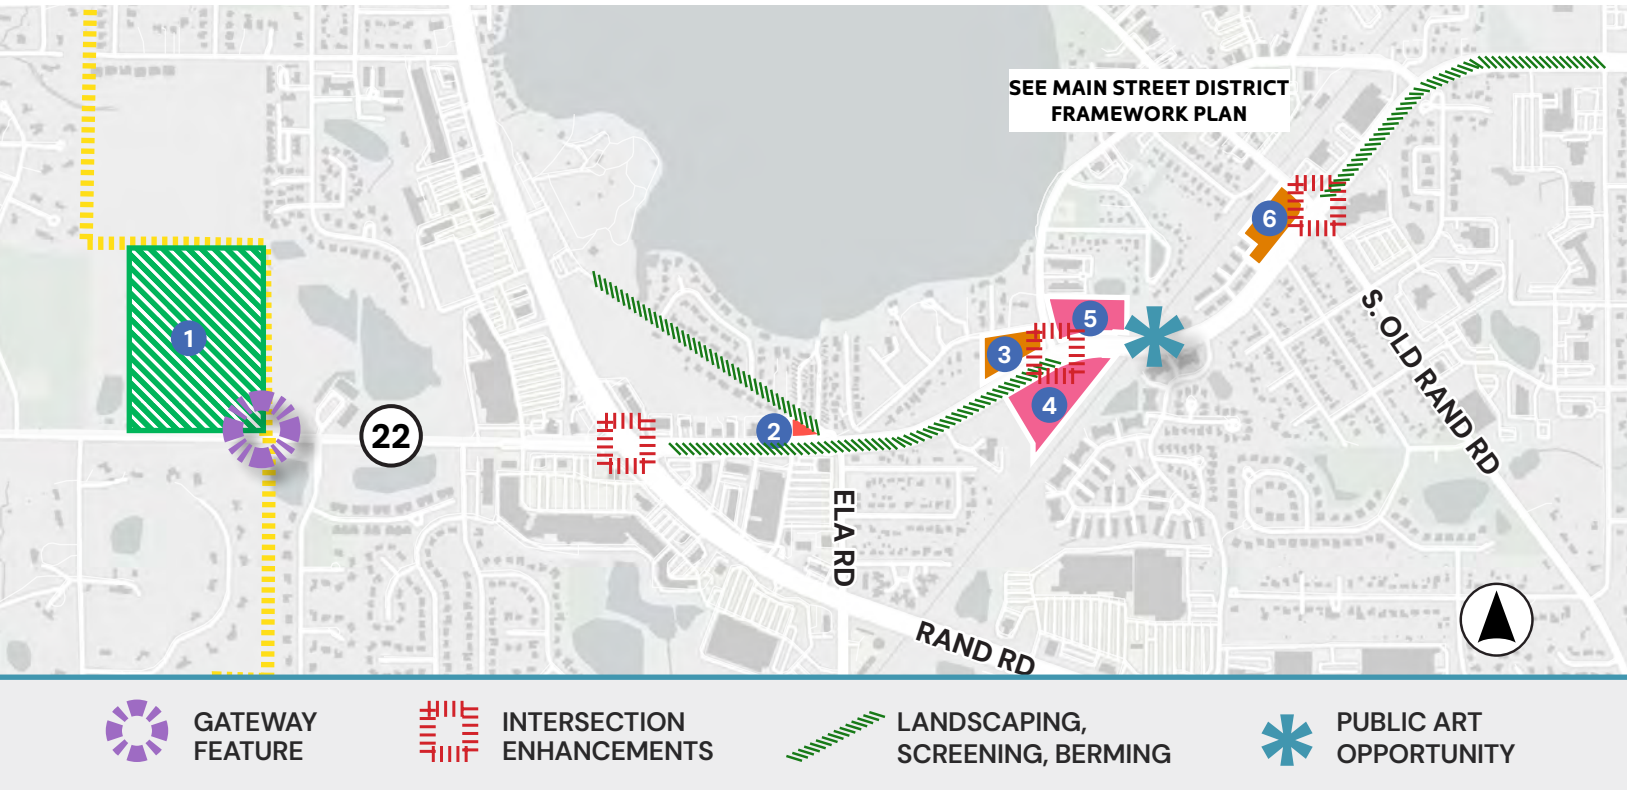 SEE MAIN STREET DISTRICT
FRAMEWORK PLAN
6
5
3
4
1
2
22
S. OLD RAND RD
ELA RD
RAND RD
GATEWAY
FEATURE
INTERSECTION
ENHANCEMENTS
LANDSCAPING,
SCREENING, BERMING
PUBLIC ART
OPPORTUNITY